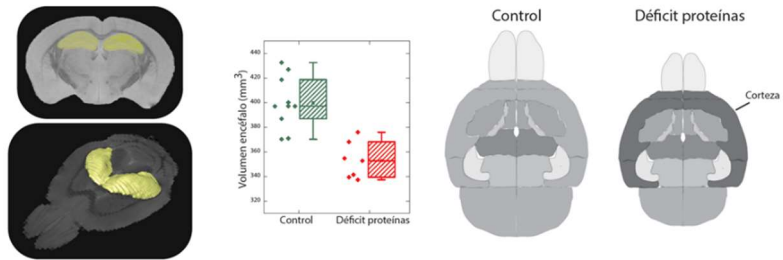 Volumen encéfalo (mm³)
440
420
400
380
360
340
320
Control
Déficit proteínas
Control
Déficit proteínas
Corteza